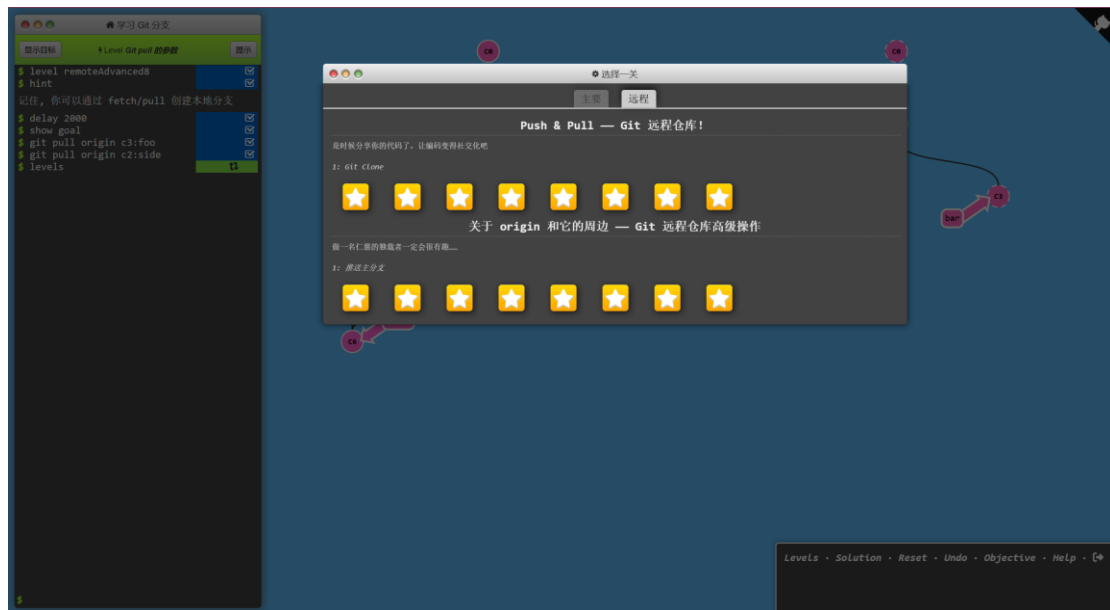 学习 Git 分支
显示目标
Level Git pull 的参数
提示
$ level remoteAdvanced8
$ hint
记住, 你可以通过 fetch/pull 创建本地分支
$ delay 2000
$ show goal
$ git pull origin c3:foo
$ git pull origin c2:side
$ levels
$
选择一关
主要
远程
Push & Pull —— Git 远程仓库!
是时候分享你的代码了, 让编码变得社交化吧
1: Git Clone
关于 origin 和它的周边 —— Git 远程仓库高级操作
做一名仁慈的独裁者一定会很有趣……
1: 推送主分支
c0
c0
c3
bar
Levels · Solution · Reset · Undo · Objective · Help ·